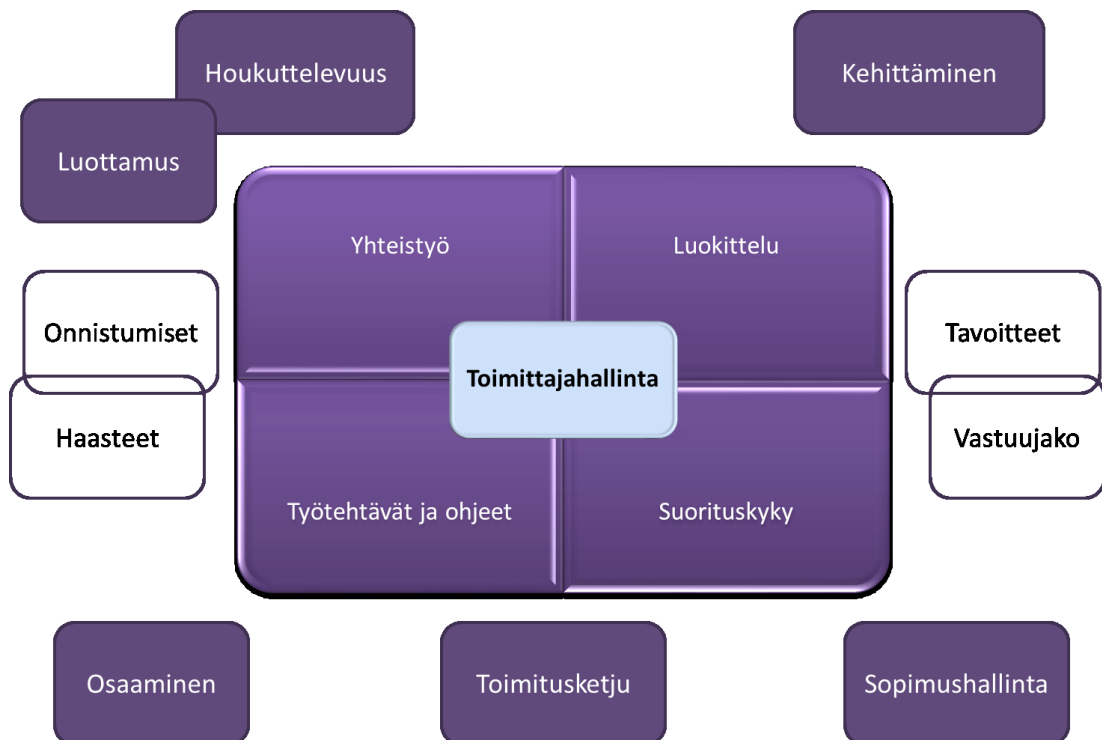 Houkuttelevuus
Kehittäminen
Luottamus
Yhteistyö
Luokittelu
Onnistumiset
Tavoitteet
Toimittajahallinta
Haasteet
Vastuujako
Työtehtävät ja ohjeet
Suorituskyky
Osaaminen
Toimitusketju
Sopimushallinta